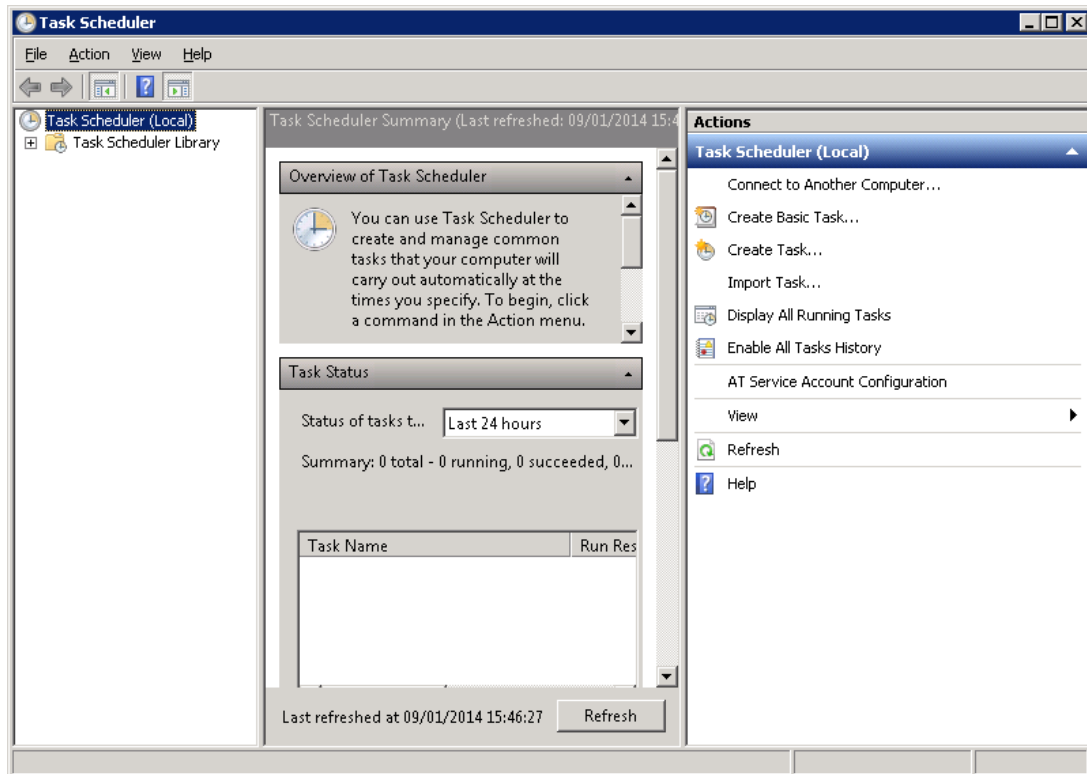 Task Scheduler
File Action View Help
Task Scheduler (Local)
Task Scheduler Library
Task Scheduler Summary (Last refreshed: 09/01/2014 15:4
Overview of Task Scheduler
You can use Task Scheduler to
create and manage common
tasks that your computer will
carry out automatically at the
times you specify. To begin, click
a command in the Action menu.
Task Status
Status of tasks t... Last 24 hours
Summary: 0 total - 0 running, 0 succeeded, 0...
Task Name Run Res
Last refreshed at 09/01/2014 15:46:27 Refresh
Actions
Task Scheduler (Local)
Connect to Another Computer...
Create Basic Task...
Create Task...
Import Task...
Display All Running Tasks
Enable All Tasks History
AT Service Account Configuration
View
Refresh
Help